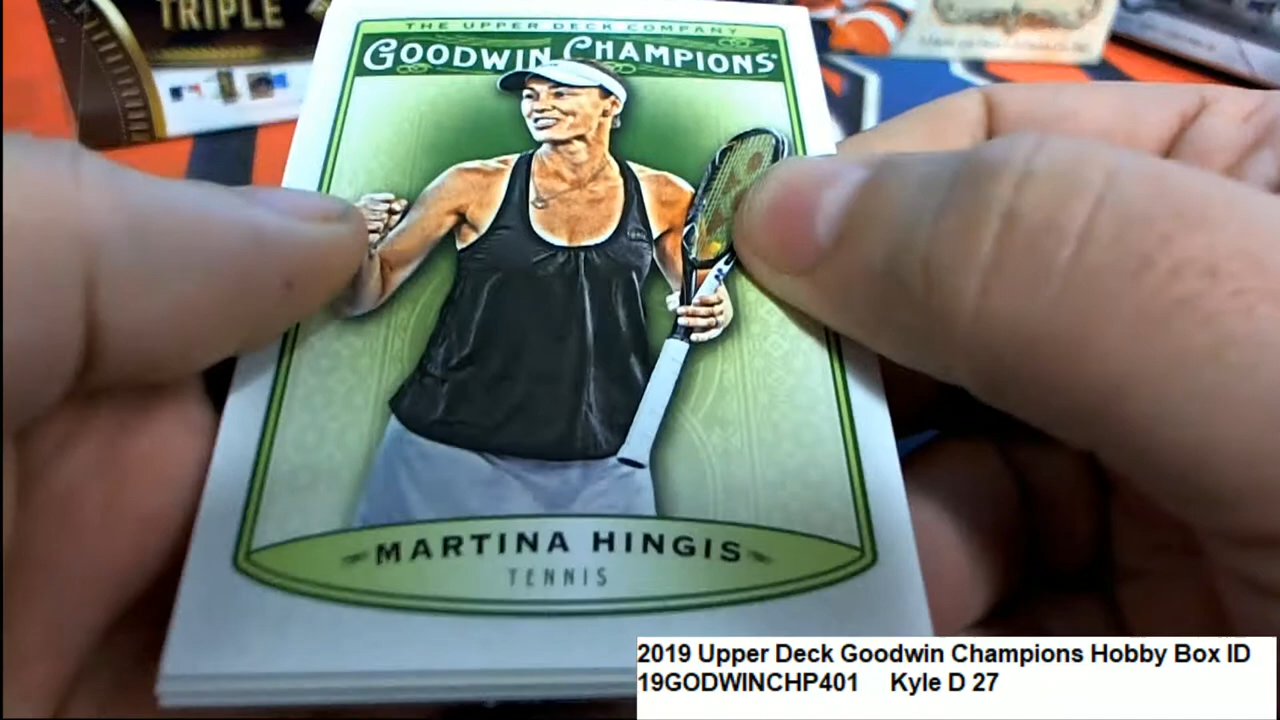 TRIPLE
THE UPPER DECK COMPANY
GOODWIN CHAMPIONS
MARTINA HINGIS
TENNIS
2019 Upper Deck Goodwin Champions Hobby Box ID
19GODWINCHP401 Kyle D 27